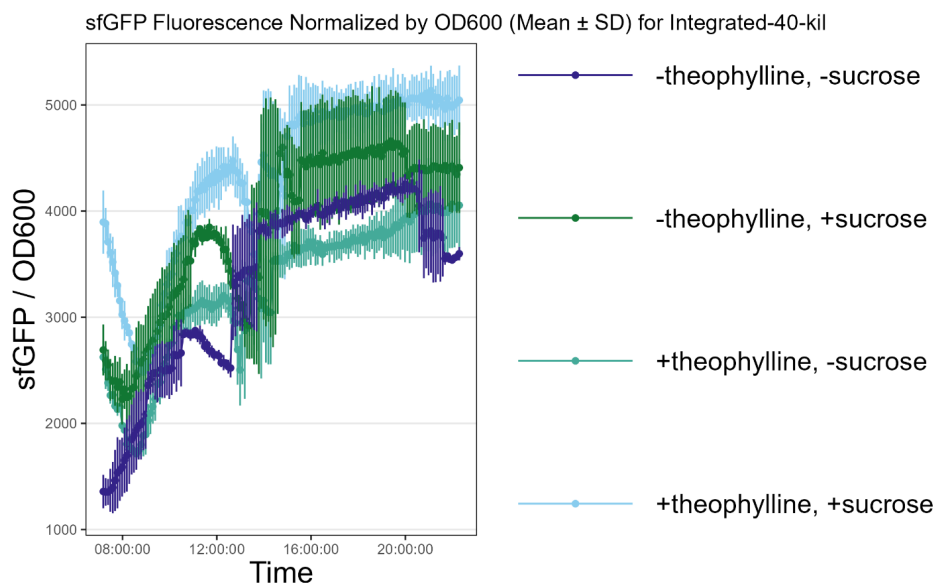 sfGFP Fluorescence Normalized by OD600 (Mean ± SD) for Integrated-40-kil
5000
4000
3000
2000
1000
sfGFP / OD600
08:00:00
12:00:00
16:00:00
20:00:00
Time
-theophylline, -sucrose
-theophylline, +sucrose
+theophylline, -sucrose
+theophylline, +sucrose